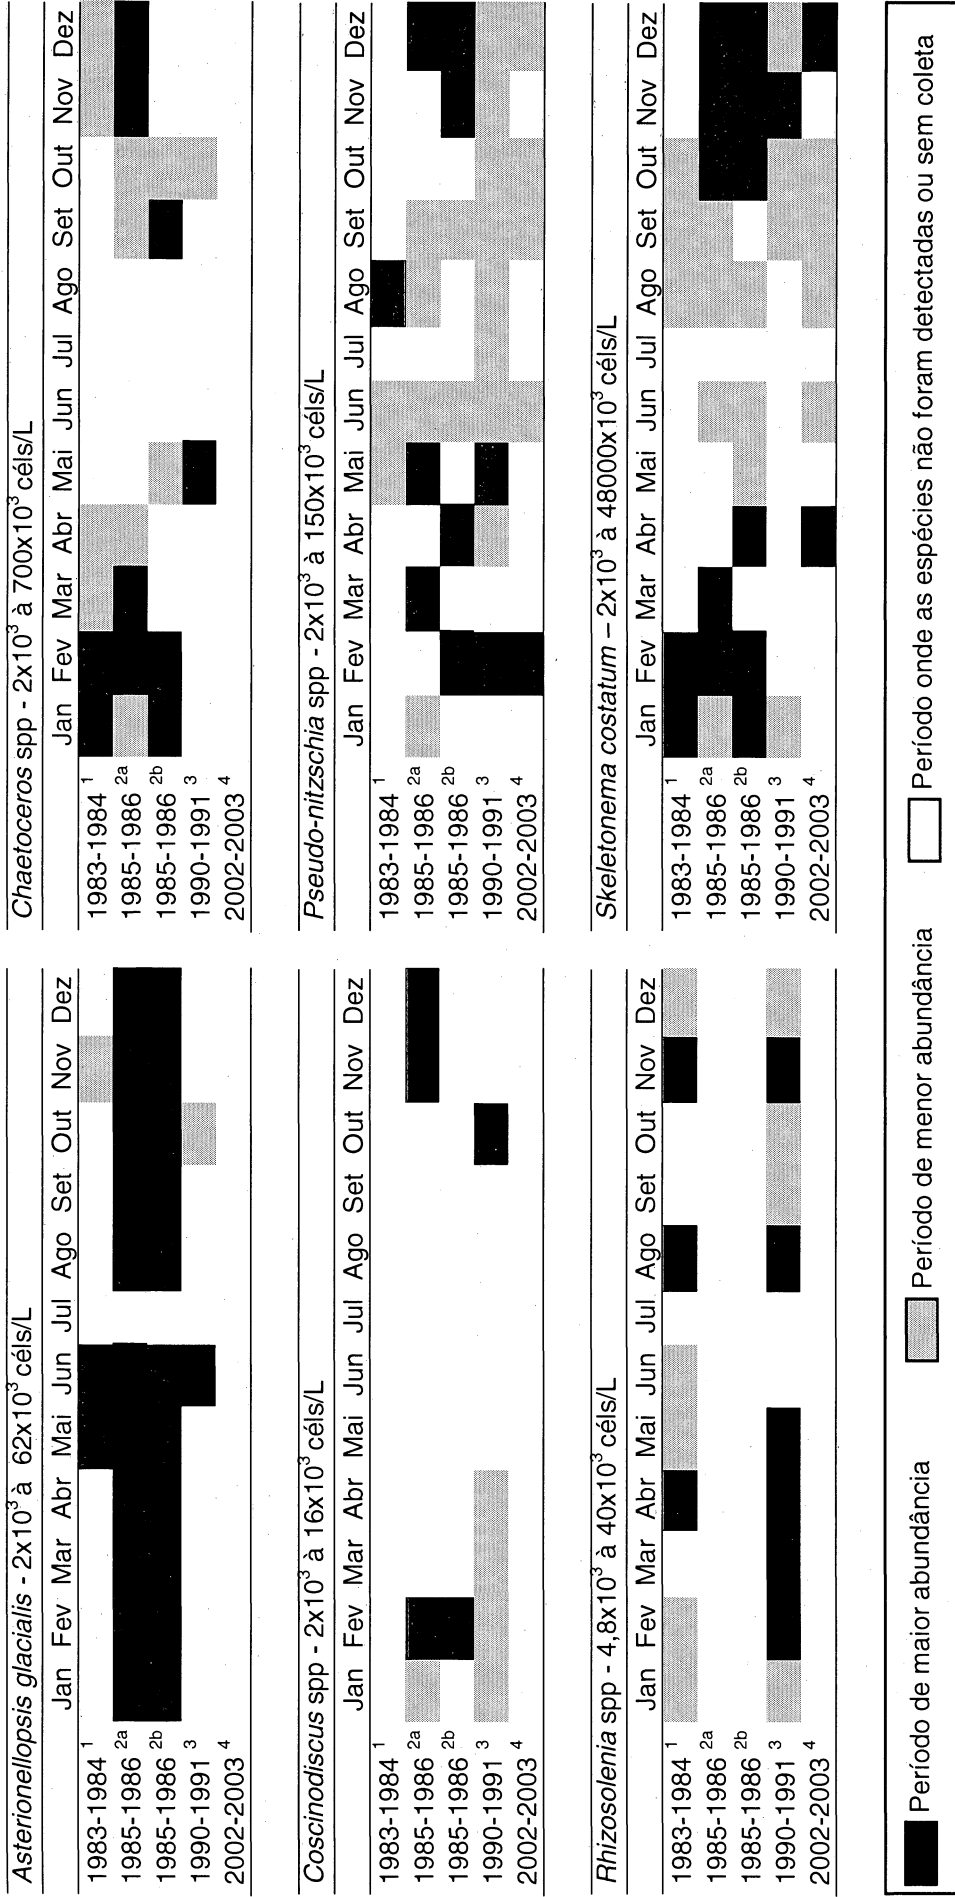 Asterionellopsis glacialis - 2x10³ à 62x10³ céls/L
Jan Fev Mar Abr Mai Jun Jul Ago Set Out Nov Dez
1983-1984 1
1985-1986 2a
1985-1986 2b
1990-1991 3
2002-2003 4
Chaetoceros spp - 2x10³ à 700x10³ céls/L
Jan Fev Mar Abr Mai Jun Jul Ago Set Out Nov Dez
1983-1984 1
1985-1986 2a
1985-1986 2b
1990-1991 3
2002-2003 4
Coscinodiscus spp - 2x10³ à 16x10³ céls/L
Jan Fev Mar Abr Mai Jun Jul Ago Set Out Nov Dez
1983-1984 1
1985-1986 2a
1985-1986 2b
1990-1991 3
2002-2003 4
Pseudo-nitzschia spp - 2x10³ à 150x10³ céls/L
Jan Fev Mar Abr Mai Jun Jul Ago Set Out Nov Dez
1983-1984 1
1985-1986 2a
1985-1986 2b
1990-1991 3
2002-2003 4
Rhizosolenia spp - 4,8x10³ à 40x10³ céls/L
Jan Fev Mar Abr Mai Jun Jul Ago Set Out Nov Dez
1983-1984 1
1985-1986 2a
1985-1986 2b
1990-1991 3
2002-2003 4
Skeletonema costatum – 2x10³ à 48000x10³ céls/L
Jan Fev Mar Abr Mai Jun Jul Ago Set Out Nov Dez
1983-1984 1
1985-1986 2a
1985-1986 2b
1990-1991 3
2002-2003 4
Período de maior abundância
Período de menor abundância
Período onde as espécies não foram detectadas ou sem coleta